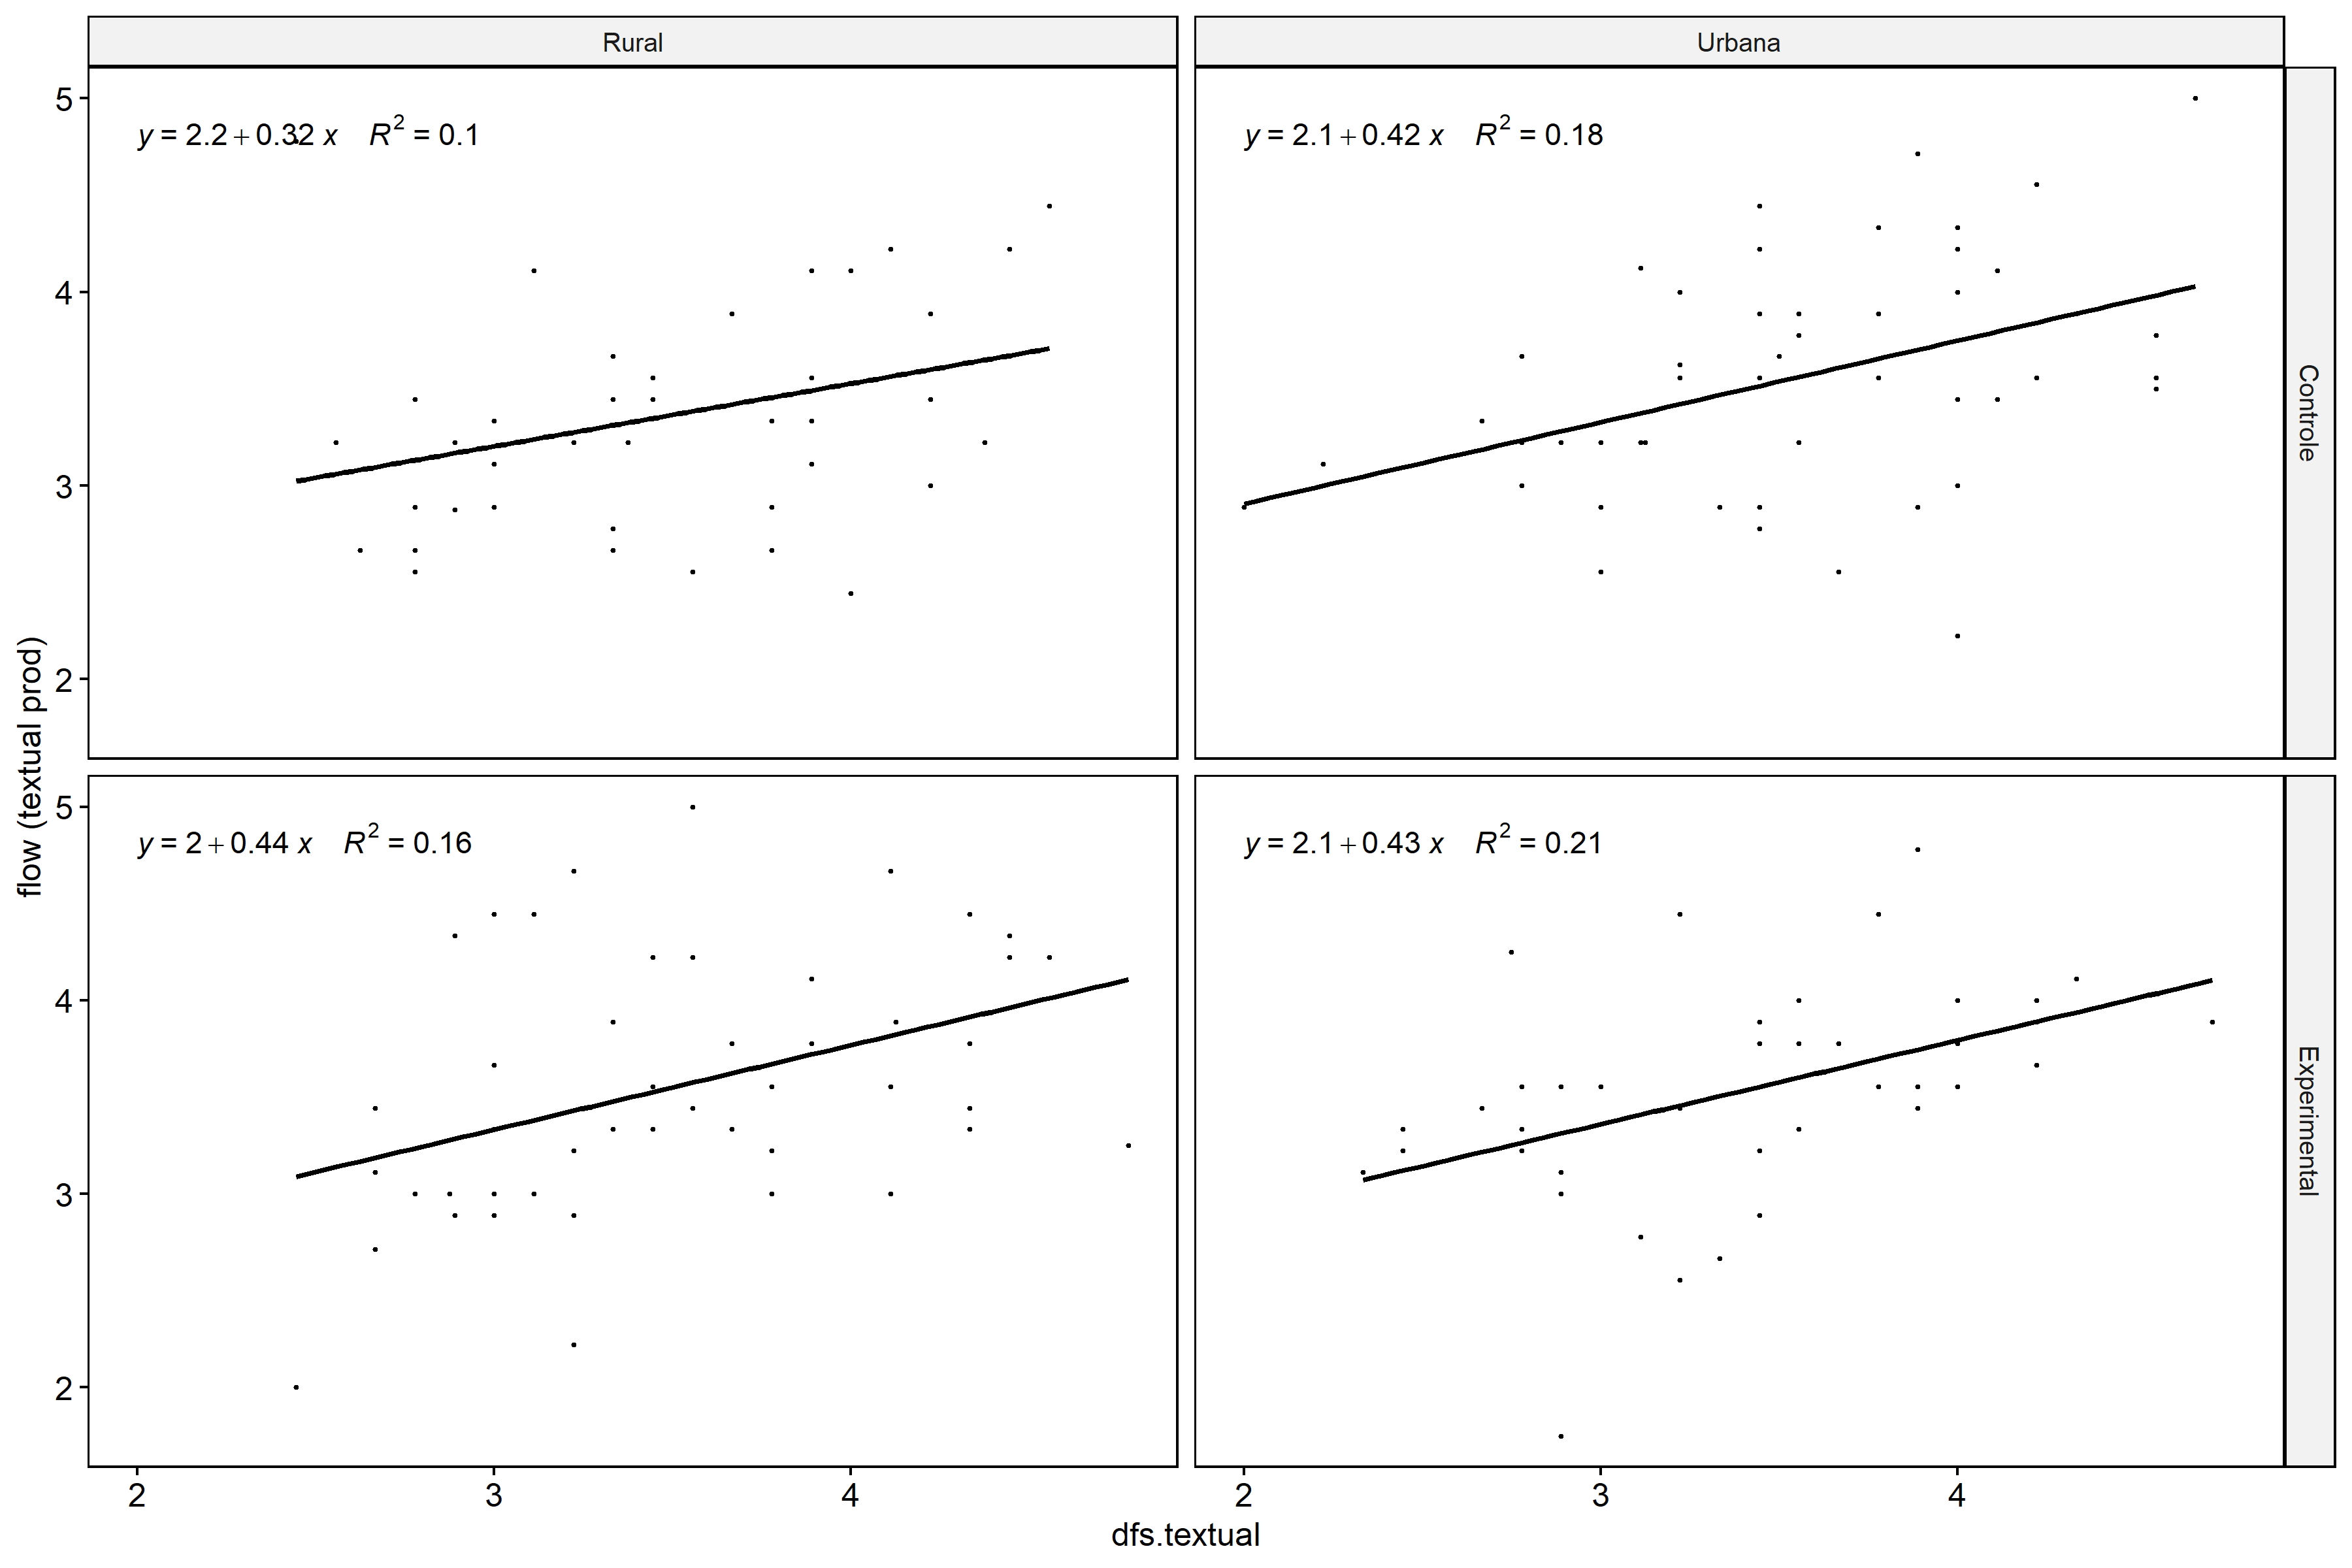 Rural
Urbana
5
4
3
2
y = 2.2 + 0.32 x R² = 0.1
y = 2.1 + 0.42 x R² = 0.18
Controle
flow (textual prod)
5
4
3
2
y = 2 + 0.44 x R² = 0.16
y = 2.1 + 0.43 x R² = 0.21
Experimental
2 3 4
2 3 4
dfs.textual